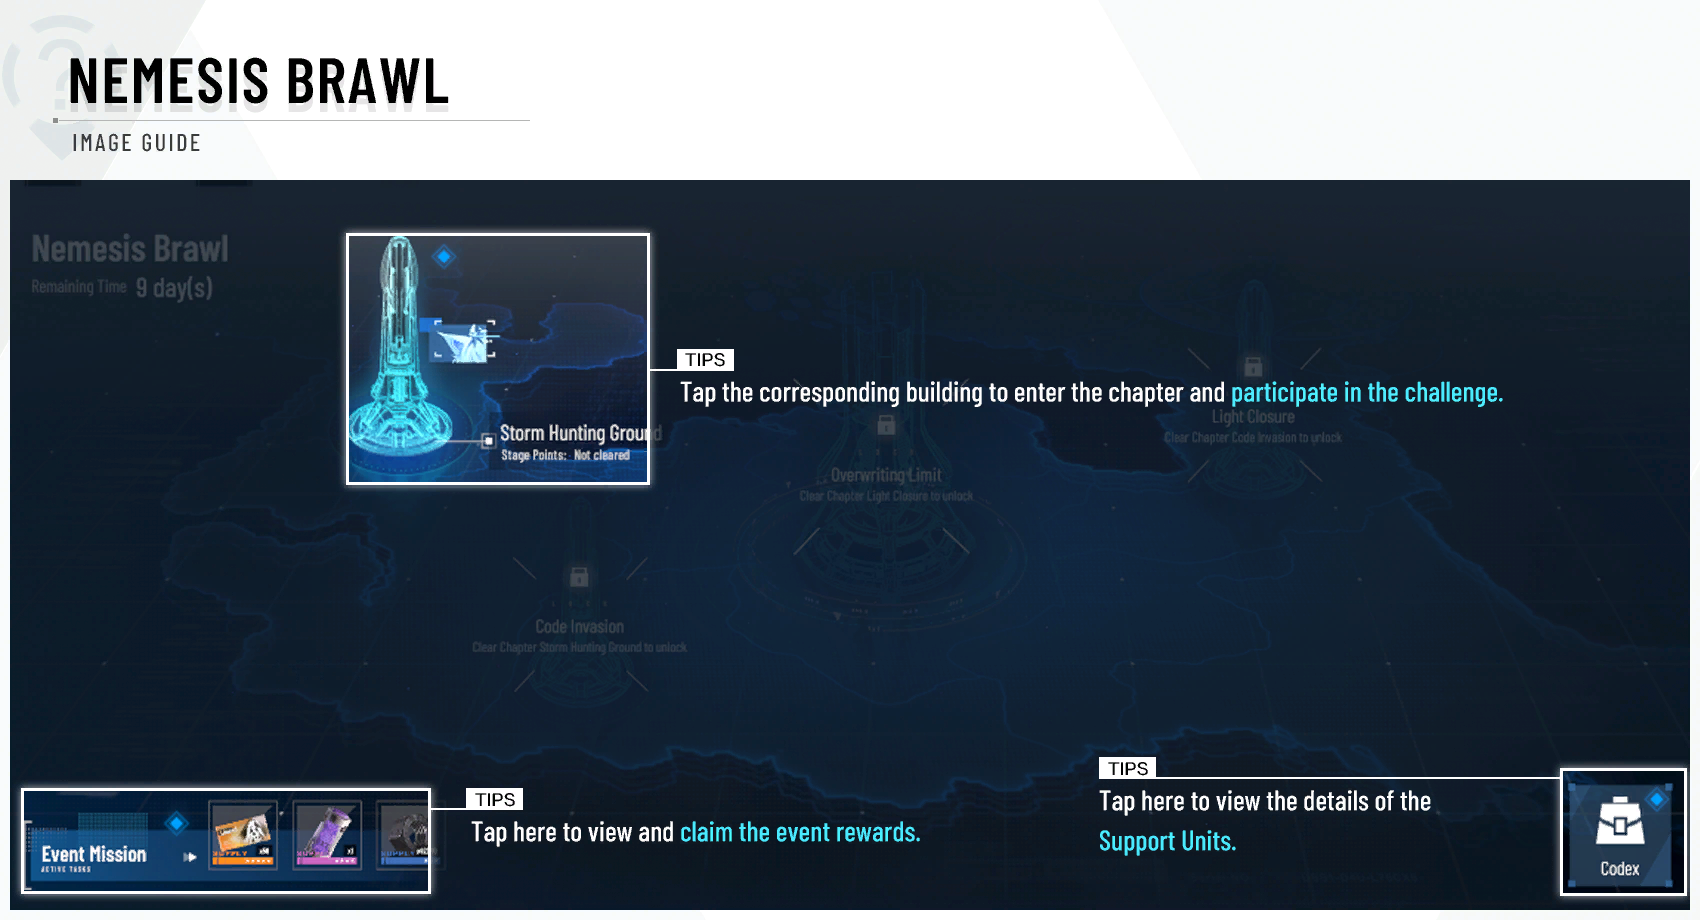 NEMESIS BRAWL
IMAGE GUIDE
Nemesis Brawl
Remaining Time 9 day(s)
Storm Hunting Ground
Stage Points: Not cleared
TIPS
Tap the corresponding building to enter the chapter and participate in the challenge.
Light Closure
Clear Chapter Code Invasion to unlock
Overwriting Limit
Clear Chapter Light Closure to unlock
Code Invasion
Clear Chapter Storm Hunting Ground to unlock
Event Mission
ACTIVE TASKS
TIPS
Tap here to view and claim the event rewards.
TIPS
Tap here to view the details of the
Support Units.
Codex